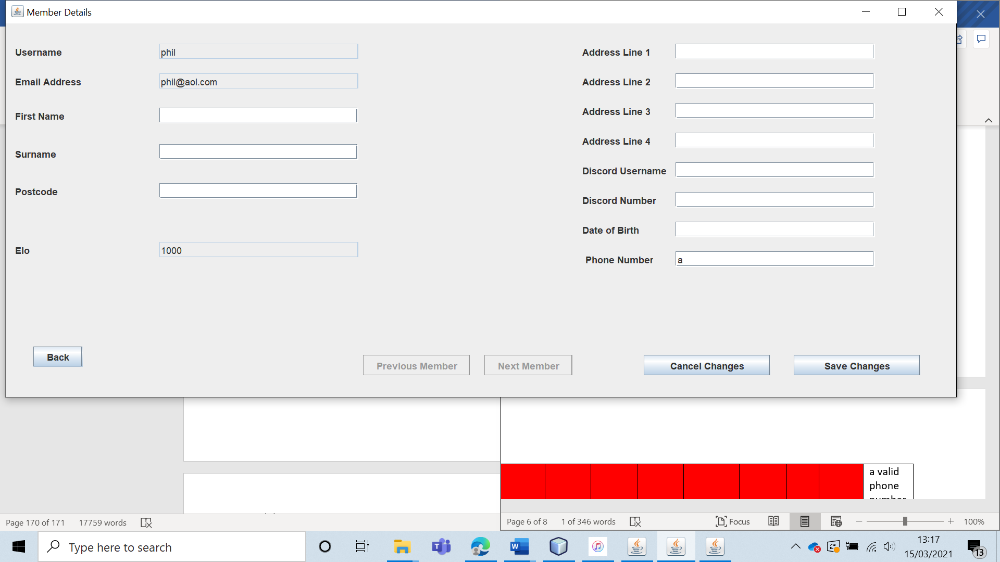 Member Details
Username
phil
Email Address
phil@aol.com
First Name
Surname
Postcode
Elo
1000
Address Line 1
Address Line 2
Address Line 3
Address Line 4
Discord Username
Discord Number
Date of Birth
Phone Number
a
Back
Previous Member
Next Member
Cancel Changes
Save Changes
a valid
phone
number
Page 170 of 171
17759 words
Page 6 of 8
1 of 346 words
Focus
100%
Type here to search
13:17
15/03/2021
13